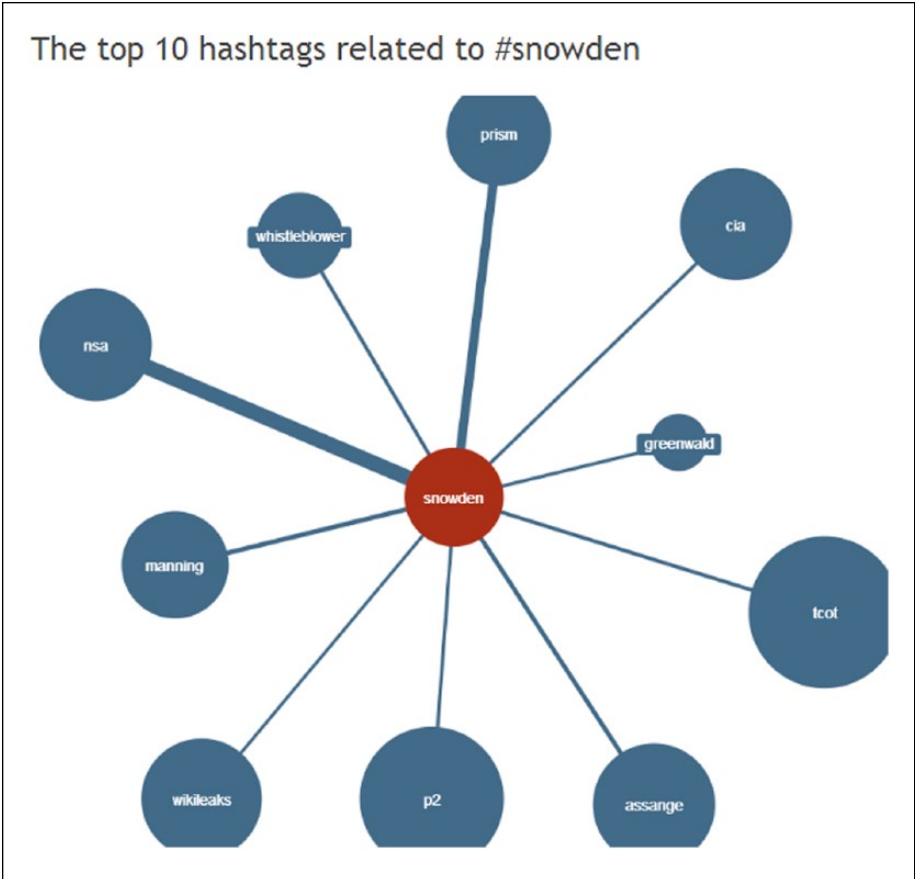 The top 10 hashtags related to #snowden
prism
cia
whistleblower
nsa
greenwald
snowden
manning
tcot
wikileaks
p2
assange